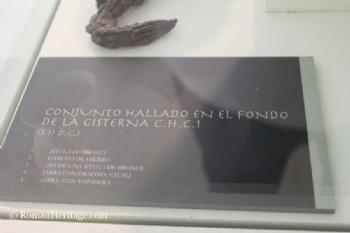 CONJUNTO HALLADO EN EL FONDO
DE LA CISTERNA C.H.C.1
(S.II D.C.)
SITULA DE BRONCE
GANCHO DE HIERRO
ASA DE UNA SITULA DE BRONCE
JARRA CON GRAFITO:
JARRA CON TAPADERA
© RomanHeritage.com